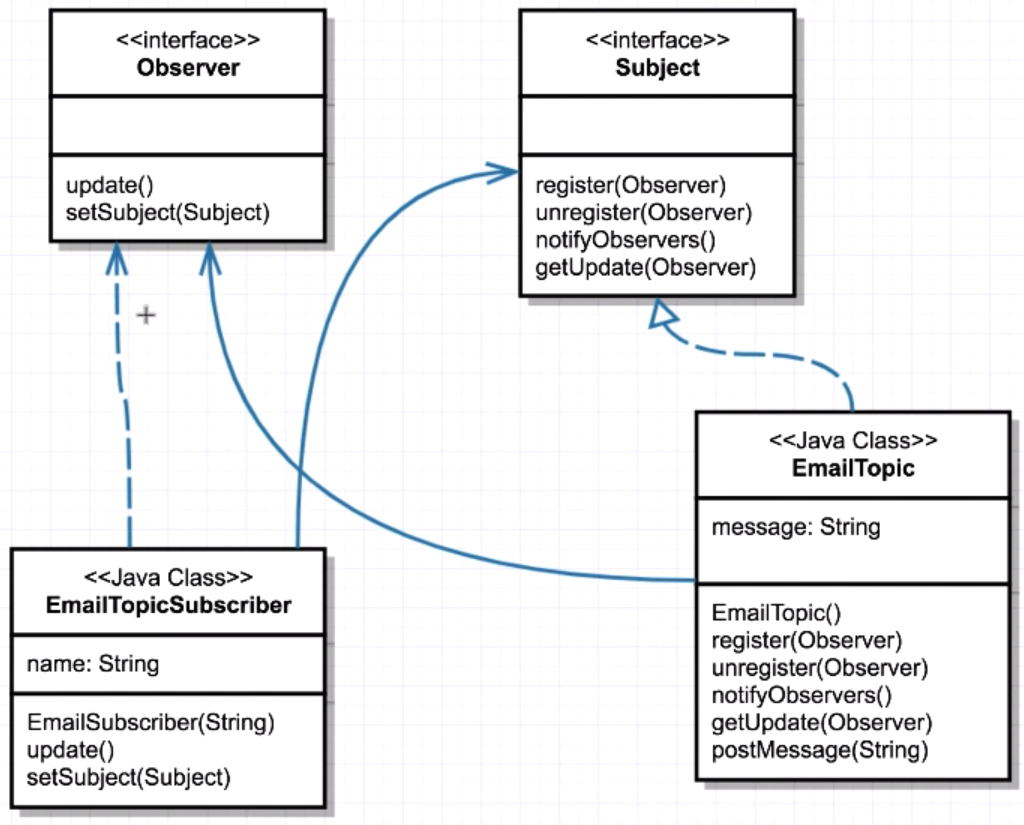 <<interface>>
Observer
update()
setSubject(Subject)
<<interface>>
Subject
register(Observer)
unregister(Observer)
notifyObservers()
getUpdate(Observer)
<<Java Class>>
EmailTopicSubscriber
name: String
EmailSubscriber(String)
update()
setSubject(Subject)
<<Java Class>>
EmailTopic
message: String
EmailTopic()
register(Observer)
unregister(Observer)
notifyObservers()
getUpdate(Observer)
postMessage(String)